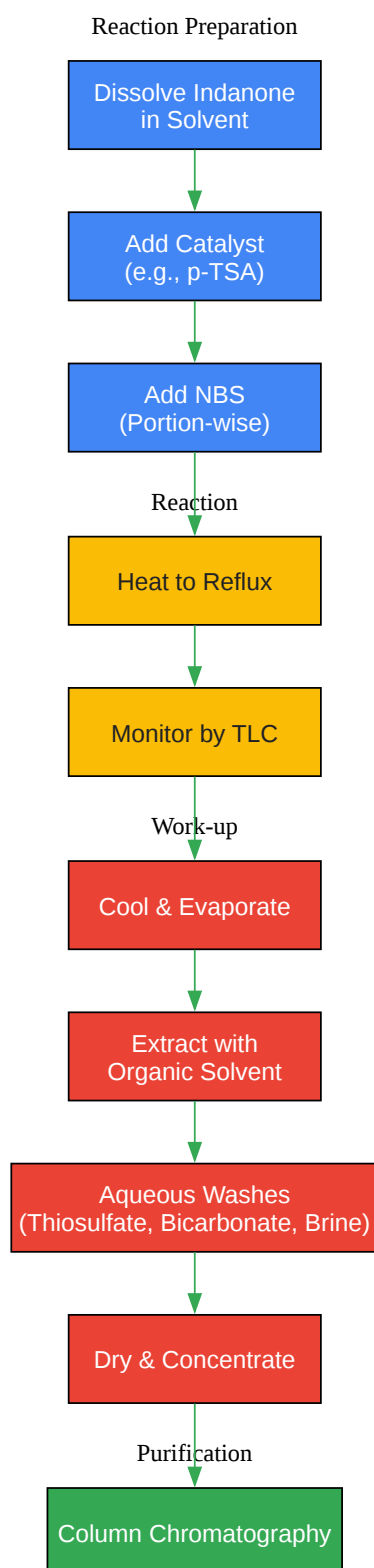 Reaction Preparation
Dissolve Indanone
in Solvent
Add Catalyst
(e.g., p-TSA)
Add NBS
(Portion-wise)
Reaction
Heat to Reflux
Monitor by TLC
Work-up
Cool & Evaporate
Extract with
Organic Solvent
Aqueous Washes
(Thiosulfate, Bicarbonate, Brine)
Dry & Concentrate
Purification
Column Chromatography